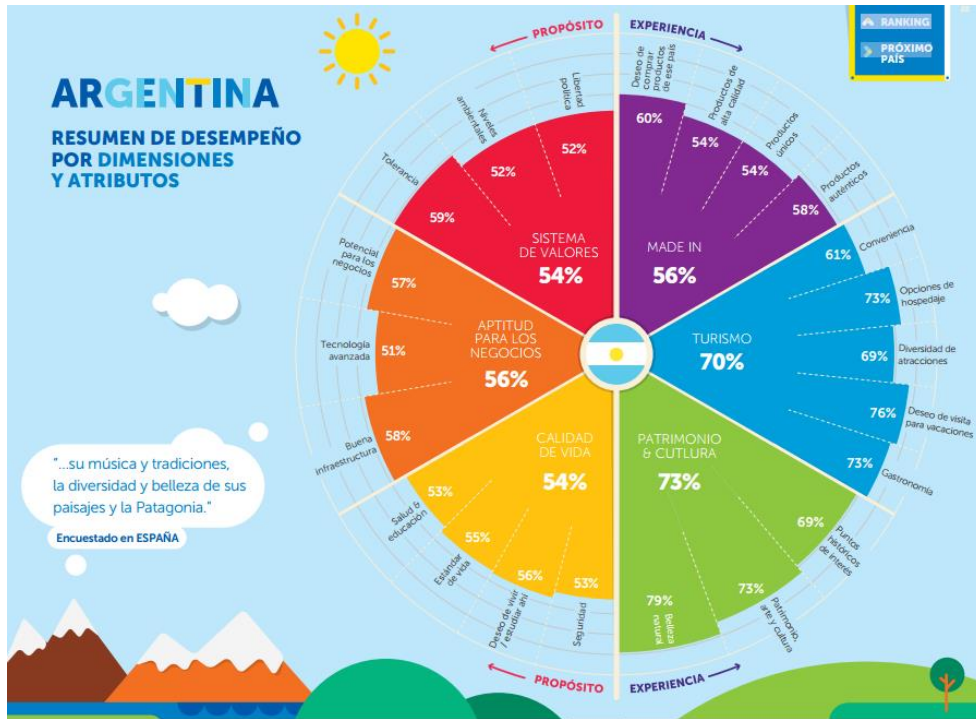 PROPÓSITO
EXPERIENCIA
RANKING
PRÓXIMO
PAÍS
ARGENTINA
RESUMEN DE DESEMPEÑO
POR DIMENSIONES
Y ATRIBUTOS
Tolerancia
59%
Niveles
ambientales
52%
Libertad
política
52%
SISTEMA
DE VALORES
54%
Deseo de
comprar
productos
de ese país
60%
Productos de
alta calidad
54%
Productos
únicos
54%
Productos
auténticos
58%
MADE IN
56%
Conveniencia
61%
Opciones de
hospedaje
73%
Diversidad de
atracciones
69%
Deseo de visita
para vacaciones
76%
Gastronomía
73%
TURISMO
70%
Potencial
para los
negocios
57%
Tecnología
avanzada
51%
Buena
infraestructura
58%
APTITUD
PARA LOS
NEGOCIOS
56%
CALIDAD
DE VIDA
54%
Salud &
educación
53%
Estándar
de vida
55%
Deseo de vivir
/ estudiar ahí
56%
Seguridad
53%
PATRIMONIO
& CUTLURA
73%
Puntos
históricos
de interés
69%
Patrimonio,
arte y cultura
73%
Belleza
natural
79%
"...su música y tradiciones,
la diversidad y belleza de sus
paisajes y la Patagonia."
Encuestado en ESPAÑA
PROPÓSITO
EXPERIENCIA